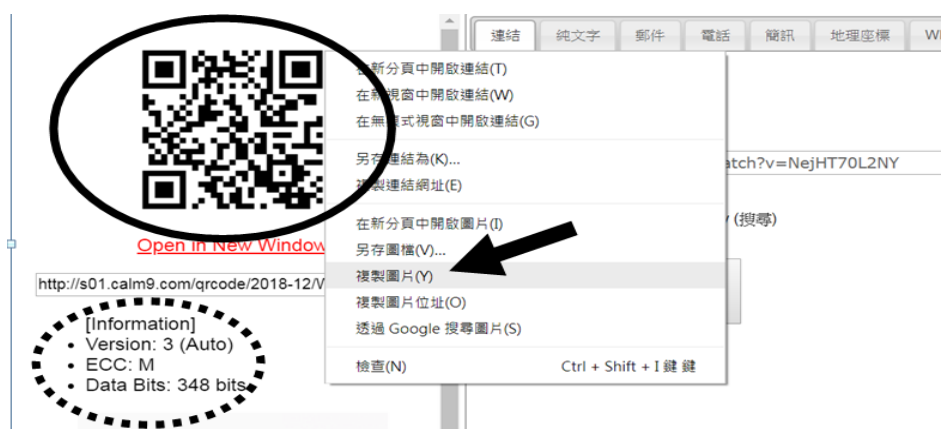 連結 純文字 郵件 電話 簡訊 地理座標
在新分頁中開啟連結(T)
在新視窗中開啟連結(W)
在無痕式視窗中開啟連結(G)
另存連結為(K)...
複製連結網址(E)
atch?v=NejHT70L2NY
在新分頁中開啟圖片(I)
(搜尋)
Open in New Window
另存圖檔(V)...
複製圖片(Y)
http://s01.calm9.com/qrcode/2018-12/
複製圖片位址(O)
透過 Google 搜尋圖片(S)
[Information]
Version: 3 (Auto)
ECC: M
檢查(N) Ctrl + Shift + I 鍵 鍵
Data Bits: 348 bits